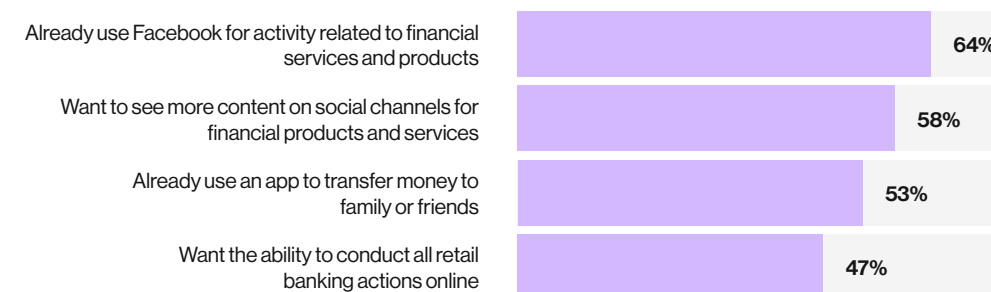 Already use Facebook for activity related to financial
services and products
64%
Want to see more content on social channels for
financial products and services
58%
Already use an app to transfer money to
family or friends
53%
Want the ability to conduct all retail
banking actions online
47%